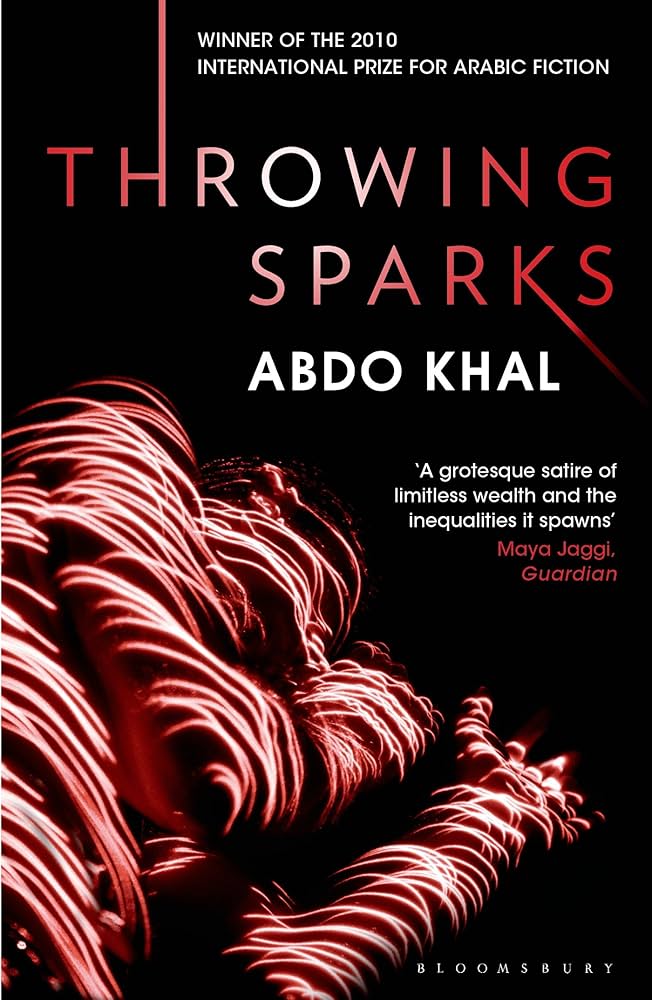 WINNER OF THE 2010
INTERNATIONAL PRIZE FOR ARABIC FICTION
THROWING
SPARKS
ABDO KHAL
‘A grotesque satire of
limitless wealth and the
inequalities it spawns’
Maya Jaggi,
Guardian
BLOOMSBURY